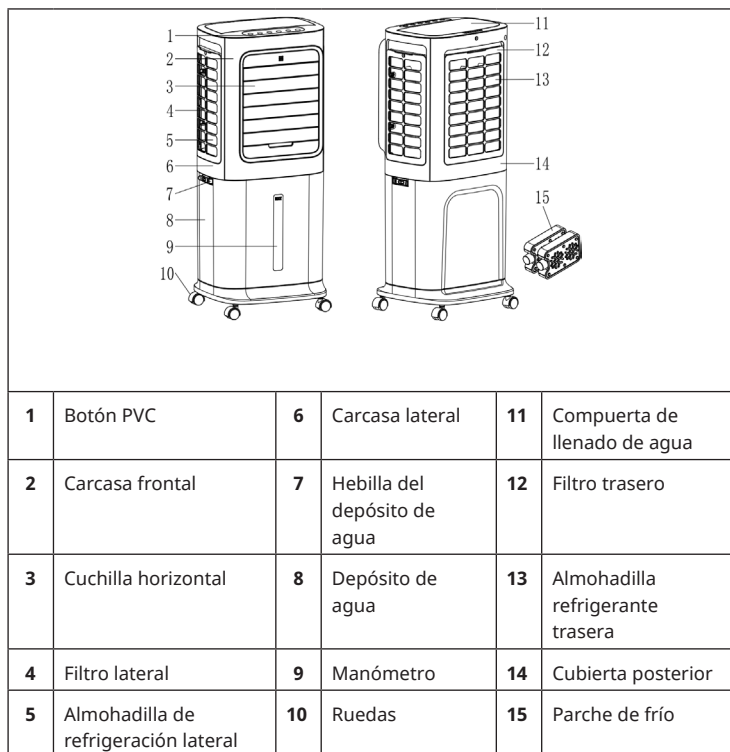 1
2
3
4
5
6
7
8
9
10
11
12
13
14
15
1 Botón PVC 6 Carcasa lateral 11 Compuerta de
llenado de agua
2 Carcasa frontal 7 Hebilla del
depósito de
agua 12 Filtro trasero
3 Cuchilla horizontal 8 Depósito de
agua 13 Almohadilla
refrigerante
trasera
4 Filtro lateral 9 Manómetro 14 Cubierta posterior
5 Almohadilla de
refrigeración lateral 10 Ruedas 15 Parche de frío